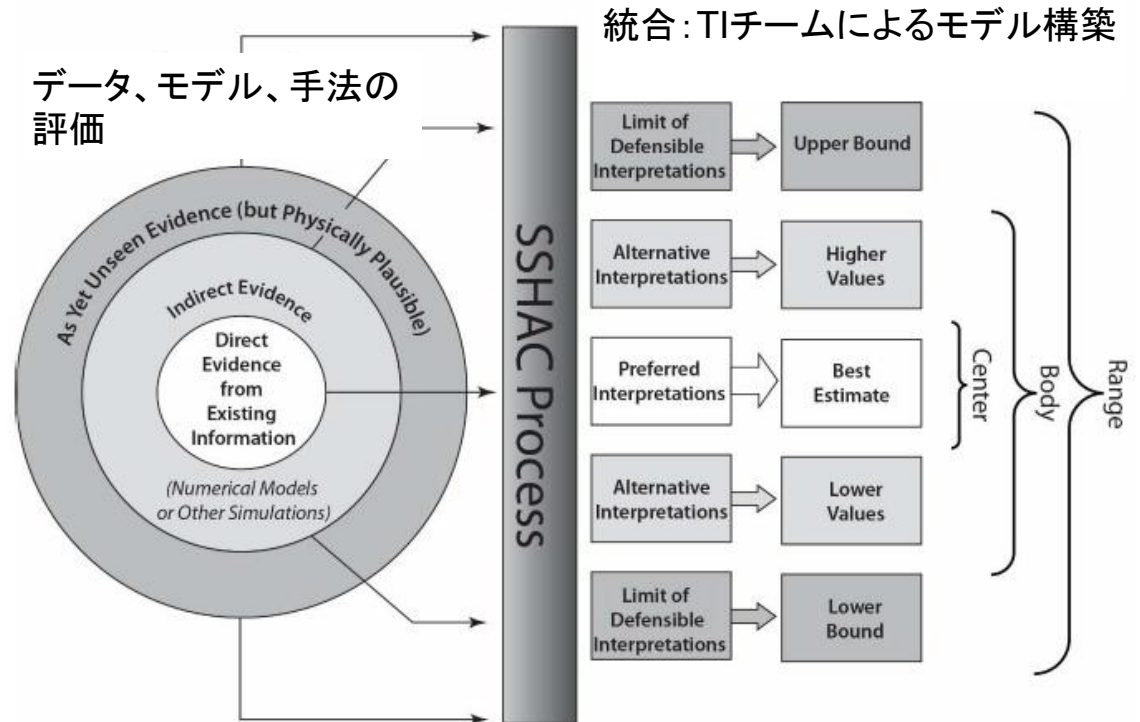 統合：TIチームによるモデル構築
データ、モデル、手法の
評価
As Yet Unseen Evidence (but Physically Plausible)
Indirect Evidence
Direct
Evidence
from
Existing
Information
(Numerical Models
or Other Simulations)
SSHAC Process
Limit of
Defensible
Interpretations
Upper Bound
Alternative
Interpretations
Higher
Values
Preferred
Interpretations
Best
Estimate
Alternative
Interpretations
Lower
Values
Limit of
Defensible
Interpretations
Lower
Bound
Center
Body
Range